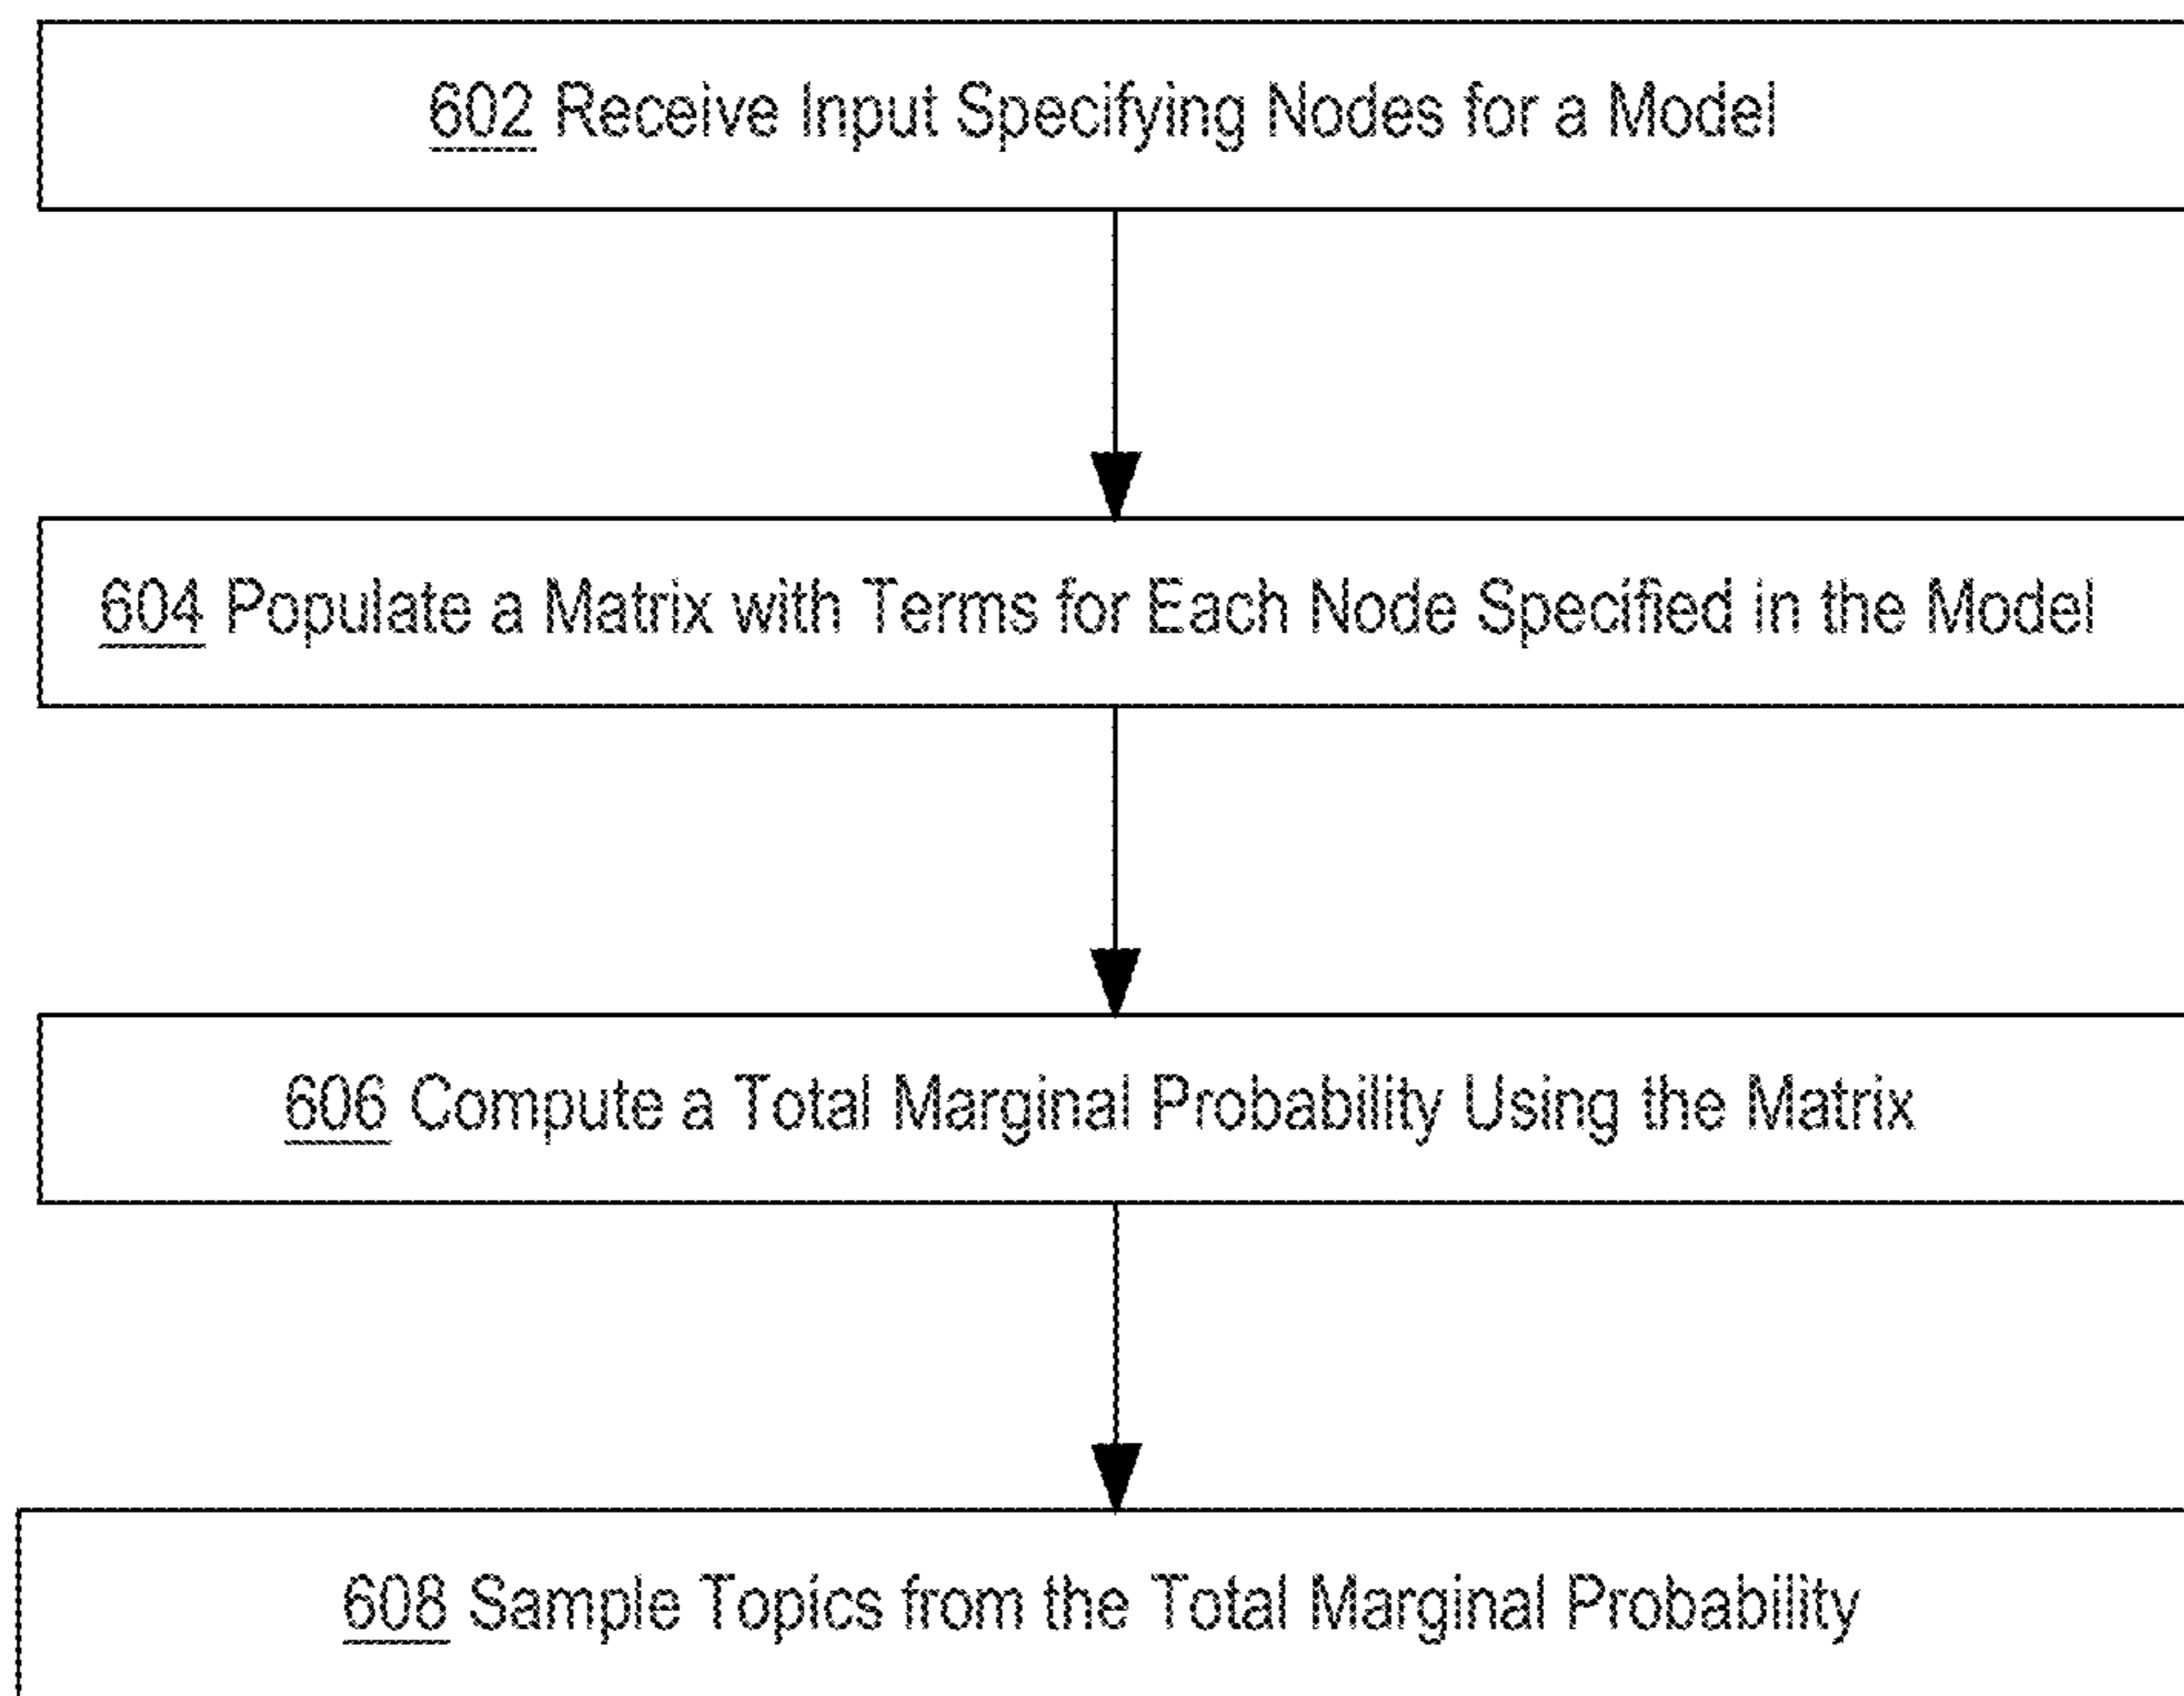 602 Receive Input Specifying Nodes for a Model
604 Populate a Matrix with Terms for Each Node Specified in the Model
606 Compute a Total Marginal Probability Using the Matrix
608 Sample Topics from the Total Marginal Probability